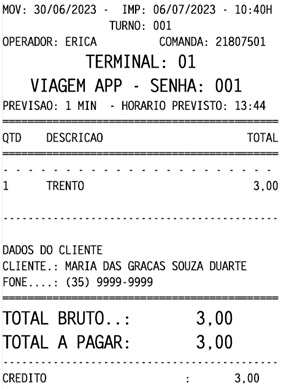 MOV: 30/06/2023 - IMP: 06/07/2023 - 10:40H
TURNO: 001
OPERADOR: ERICA COMANDA: 21807501
TERMINAL: 01
VIAGEM APP - SENHA: 001
PREVISAO: 1 MIN - HORARIO PREVISTO: 13:44
QTD DESCRICAO TOTAL
1 TRENTO 3,00
DADOS DO CLIENTE
CLIENTE.: MARIA DAS GRACAS SOUZA DUARTE
FONE....: (35) 9999-9999
TOTAL BRUTO..: 3,00
TOTAL A PAGAR: 3,00
CREDITO : 3,00